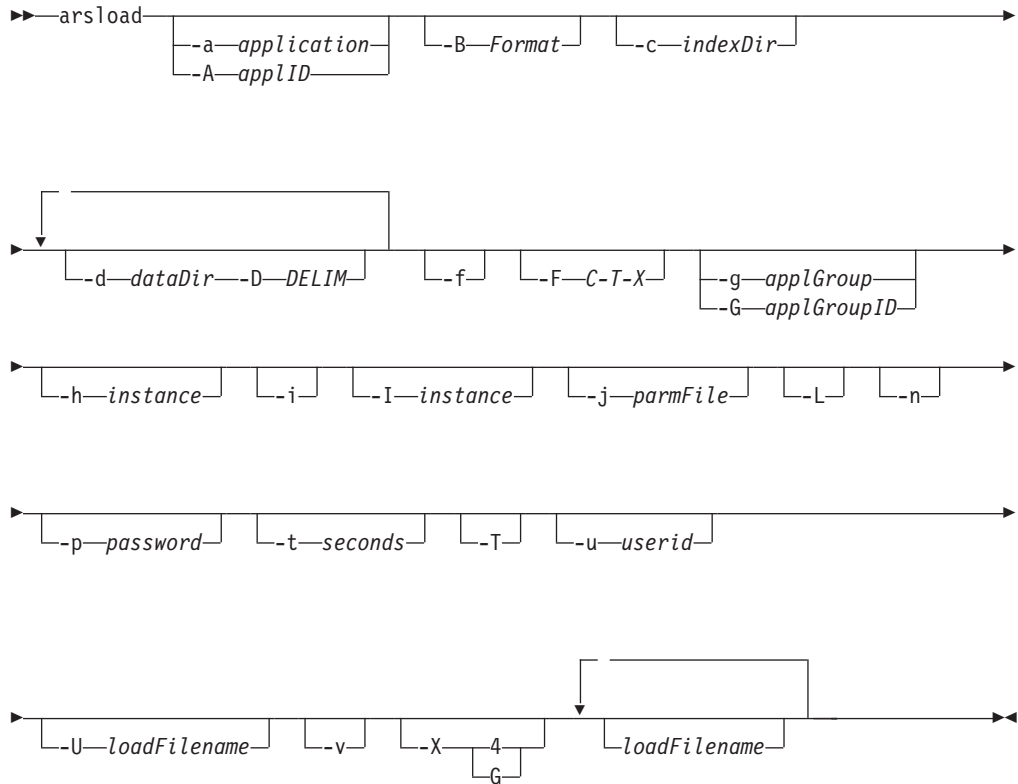 arsload -a application -B Format -c indexDir
-A applID
-d dataDir -D DELIM -f -F C-T-X -g applGroup
-G applGroupID
-h instance -i -I instance -j parmFile -L -n
-p password -t seconds -T -u userid
-U loadFilename -v -X 4 loadFilename
G